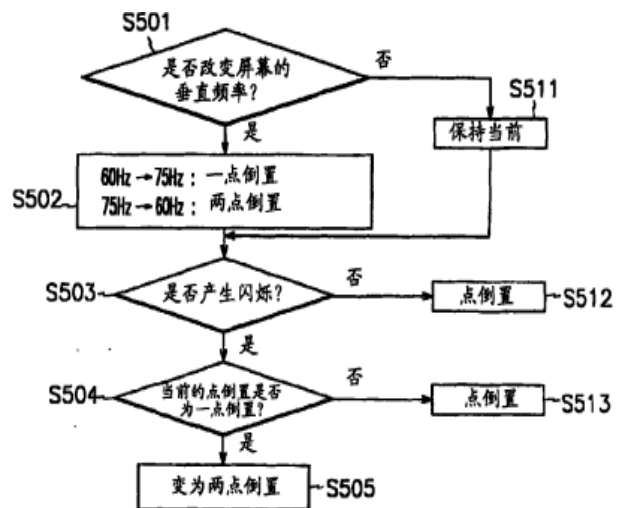 S501
是否改变屏幕的
垂直频率?
否
S511
保持当前
是
60Hz→75Hz: 一点倒置
75Hz→60Hz: 两点倒置
S502
S503
是否产生闪烁?
否
点倒置
S512
是
S504
当前的点倒置是否
为一点倒置?
否
点倒置
S513
是
变为两点倒置
S505